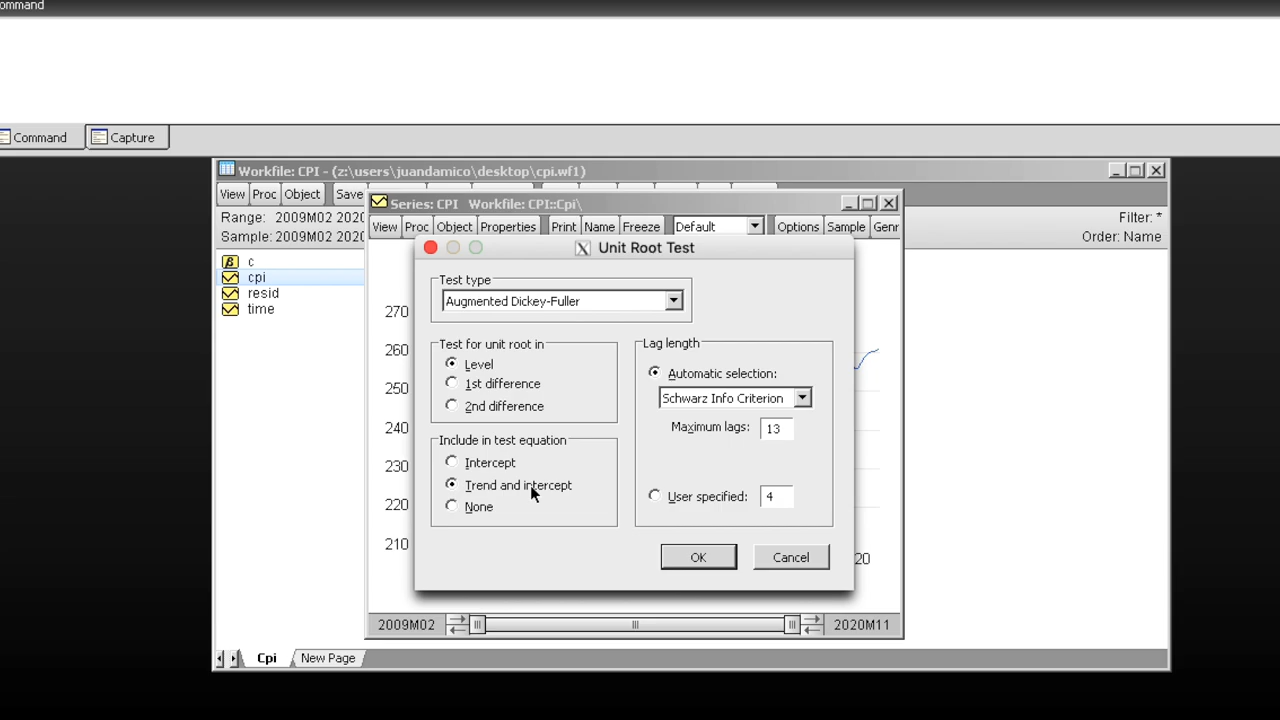 ommand
Command Capture
Workfile: CPI - (z:\users\juandamico\desktop\cpi.wf1)
View Proc Object Save
Range: 2009M02 2020 Filter: *
Sample: 2009M02 202 Order: Name
c
cpi
resid
time
Series: CPI Workfile: CPI::Cpi\
View Proc Object Properties Print Name Freeze Default Options Sample Genr
270
260
250
240
230
220
210
20
Unit Root Test
Test type
Augmented Dickey-Fuller
Test for unit root in
Level
1st difference
2nd difference
Include in test equation
Intercept
Trend and intercept
None
Lag length
Automatic selection:
Schwarz Info Criterion
Maximum lags: 13
User specified: 4
OK Cancel
2009M02 2020M11
Cpi New Page